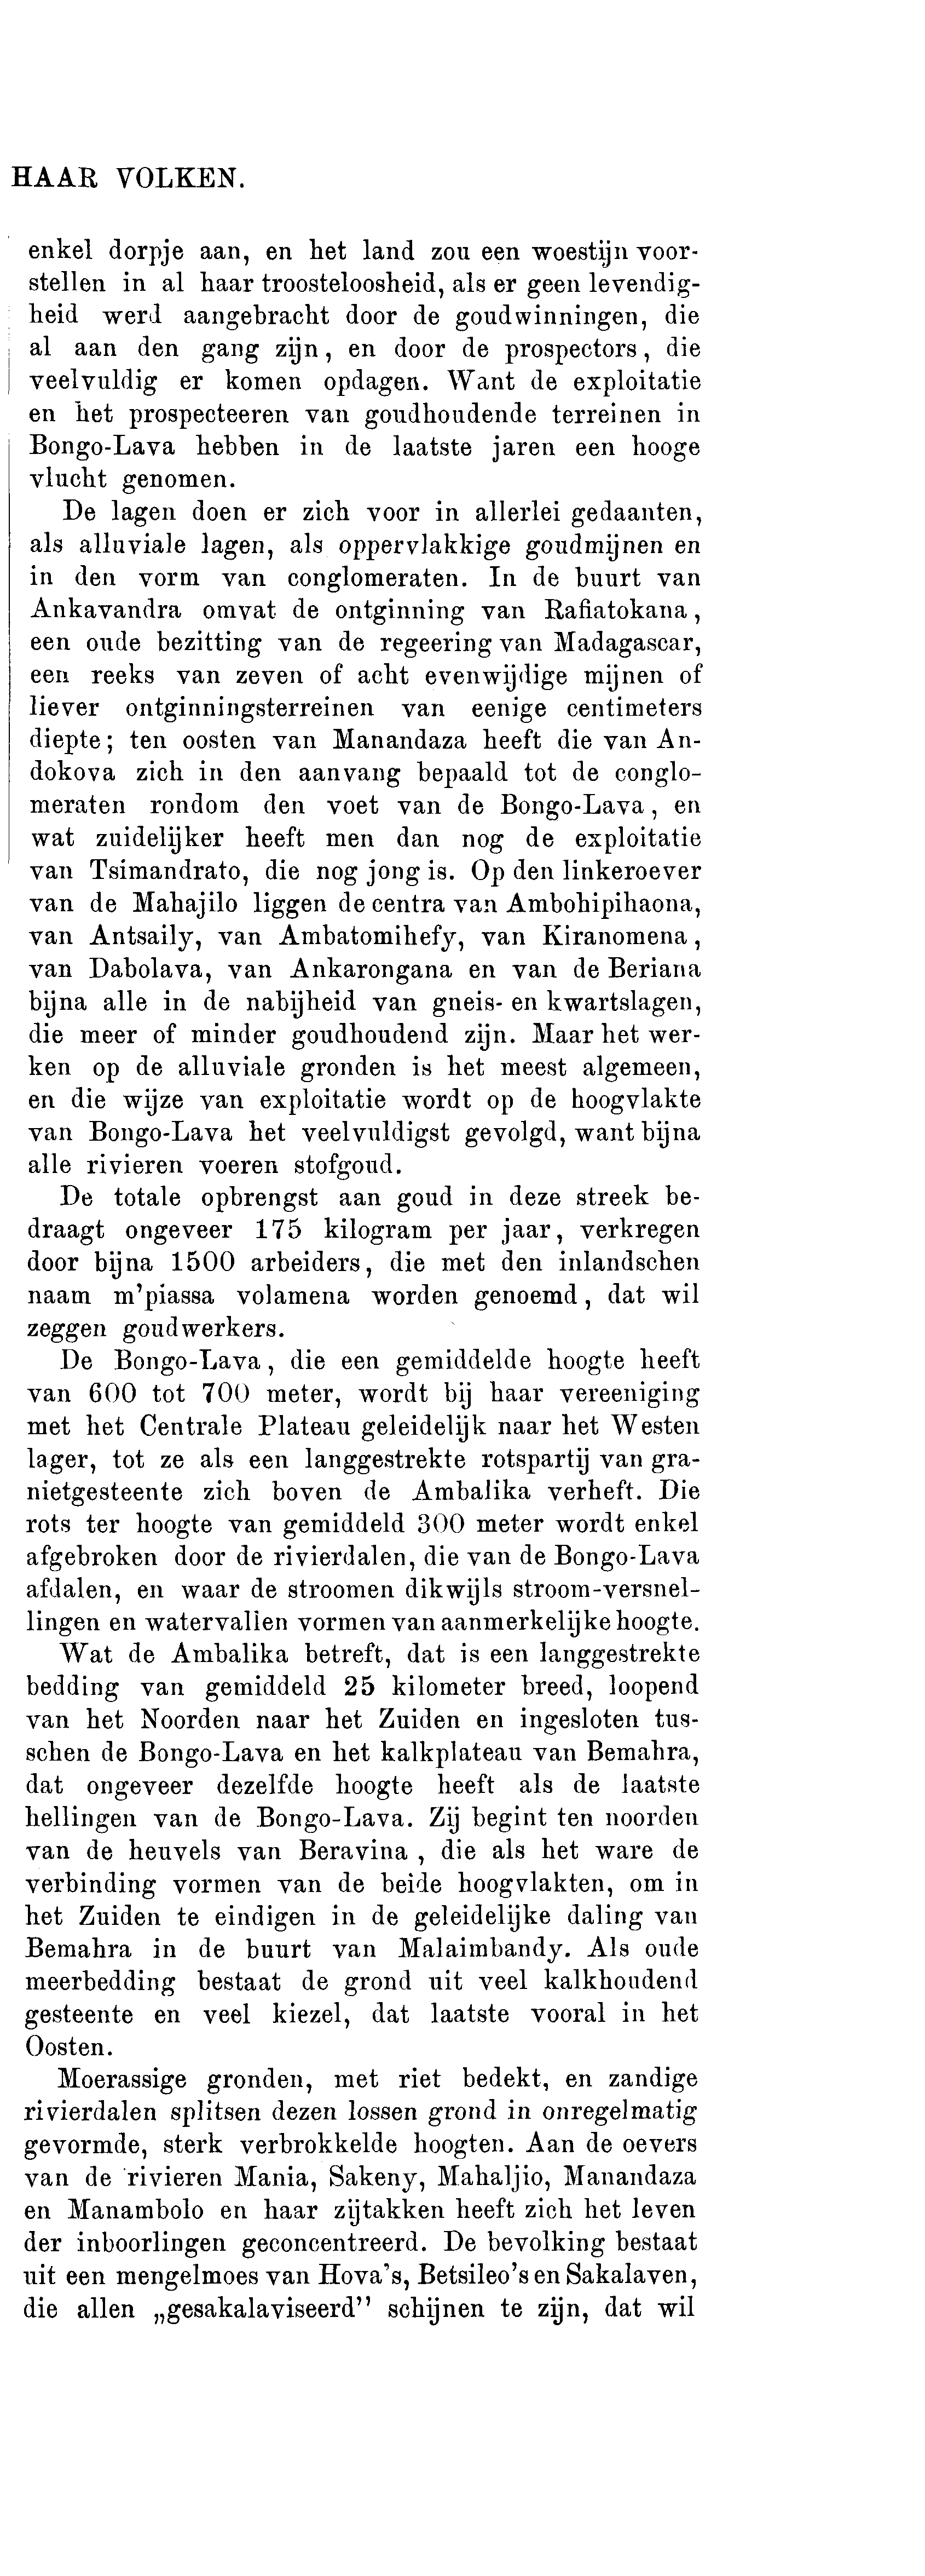 HAAR VOLKEN.
enkel dorpje aan, en het land zou een woestijn voor-
stellen in al haar troosteloosheid, als er geen levendig-
heid werd aangebracht door de goudwinningen, die
al aan den gang zijn, en door de prospectors, die
veelvuldig er komen opdagen. Want de exploitatie
en het prospecteeren van goudhoudende terreinen in
Bongo-Lava hebben in de laatste jaren een hooge
vlucht genomen.
De lagen doen er zich voor in allerlei gedaanten,
als alluviale lagen, als oppervlakkige goudmijnen en
in den vorm van conglomeraten. In de buurt van
Ankavandra omvat de ontginning van Rafiatokana,
een oude bezitting van de regeering van Madagascar,
een reeks van zeven of acht evenwijdige mijnen of
liever ontginningsterreinen van eenige centimeters
diepte; ten oosten van Manandaza heeft die van An-
dokova zich in den aanvang bepaald tot de conglo-
meraten rondom den voet van de Bongo-Lava, en
wat zuidelijker heeft men dan nog de exploitatie
van Tsimandrato, die nog jong is. Op den linkeroever
van de Mahajilo liggen de centra van Ambohipihaona,
van Antsaily, van Ambatomihefy, van Kiranomena,
van Dabolava, van Ankarongana en van de Beriana
bijna alle in de nabijheid van gneis- en kwartslagen,
die meer of minder goudhoudend zijn. Maar het wer-
ken op de alluviale gronden is het meest algemeen,
en die wijze van exploitatie wordt op de hoogvlakte
van Bongo-Lava het veelvuldigst gevolgd, want bijna
alle rivieren voeren stofgoud.
De totale opbrengst aan goud in deze streek be-
draagt ongeveer 175 kilogram per jaar, verkregen
door bijna 1500 arbeiders, die met den inlandschen
naam m'piassa volamena worden genoemd, dat wil
zeggen goudwerkers.
De Bongo-Lava, die een gemiddelde hoogte heeft
van 600 tot 700 meter, wordt bij haar vereeniging
met het Centrale Plateau geleidelijk naar het Westen
lager, tot ze als een langgestrekte rotspartij van gra-
nietgesteente zich boven de Ambalika verheft. Die
rots ter hoogte van gemiddeld 300 meter wordt enkel
afgebroken door de rivierdalen, die van de Bongo-Lava
afdalen, en waar de stroomen dikwijls stroom-versnel-
lingen en watervallen vormen van aanmerkelijke hoogte.
Wat de Ambalika betreft, dat is een langgestrekte
bedding van gemiddeld 25 kilometer breed, loopend
van het Noorden naar het Zuiden en ingesloten tus-
schen de Bongo-Lava en het kalkplateau van Bemahra,
dat ongeveer dezelfde hoogte heeft als de laatste
hellingen van de Bongo-Lava. Zij begint ten noorden
van de heuvels van Beravina, die als het ware de
verbinding vormen van de beide hoogvlakten, om in
het Zuiden te eindigen in de geleidelijke daling van
Bemahra in de buurt van Malaimbandy. Als oude
meerbedding bestaat de grond uit veel kalkhoudend
gesteente en veel kiezel, dat laatste vooral in het
Oosten.
Moerassige gronden, met riet bedekt, en zandige
rivierdalen splitsen dezen lossen grond in onregelmatig
gevormde, sterk verbrokkelde hoogten. Aan de oevers
van de rivieren Mania, Sakeny, Mahaljio, Manandaza
en Manambolo en haar zijtakken heeft zich het leven
der inboorlingen geconcentreerd. De bevolking bestaat
uit een mengelmoes van Hova's, Betsileo's en Sakalaven,
die allen „gesakalaviseerd” schijnen te zijn, dat wil